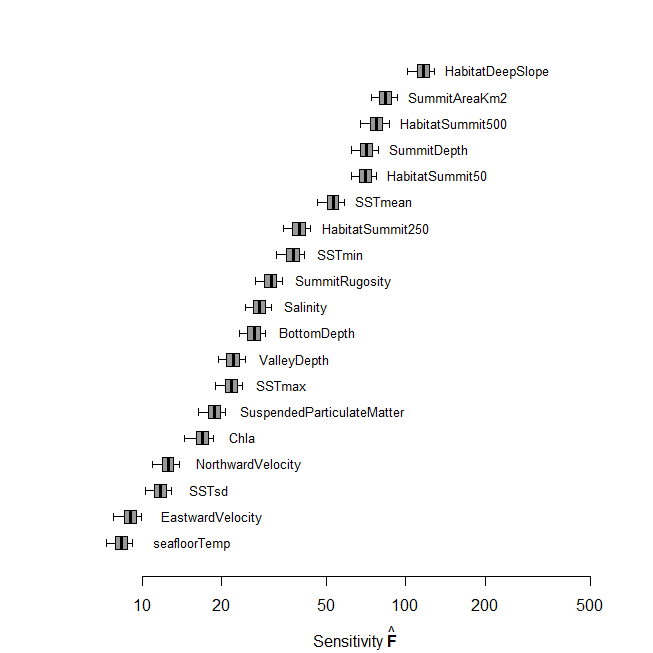 HabitatDeepSlope
SummitAreaKm2
HabitatSummit500
SummitDepth
HabitatSummit50
SSTmean
HabitatSummit250
SSTmin
SummitRugosity
Salinity
BottomDepth
ValleyDepth
SSTmax
SuspendedParticulateMatter
Chla
NorthwardVelocity
SSTsd
EastwardVelocity
seafloorTemp
10 20 50 100 200 500
Sensitivity F̂